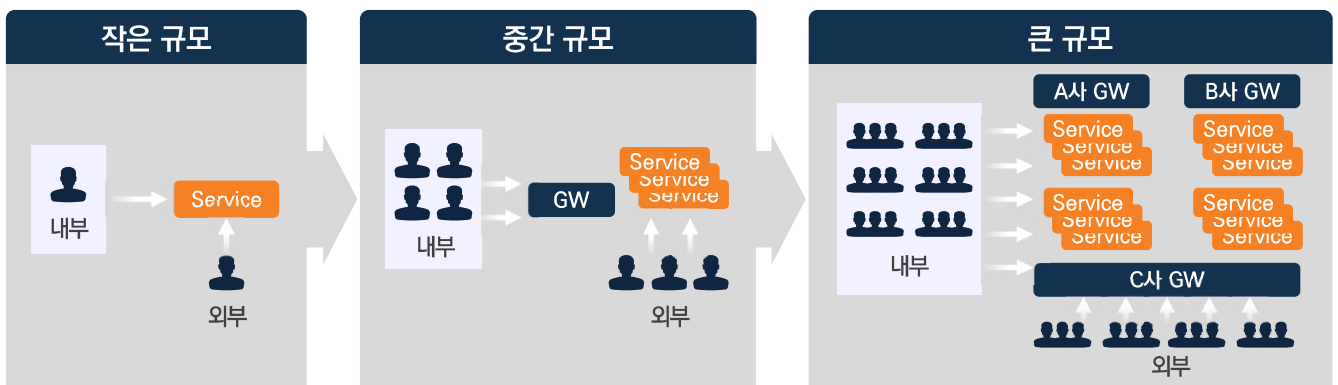 작은 규모
내부
Service
외부
중간 규모
내부
GW
Service
Service
Service
외부
큰 규모
내부
A사 GW
B사 GW
Service
Service
Service
Service
Service
Service
Service
Service
Service
Service
Service
Service
C사 GW
외부